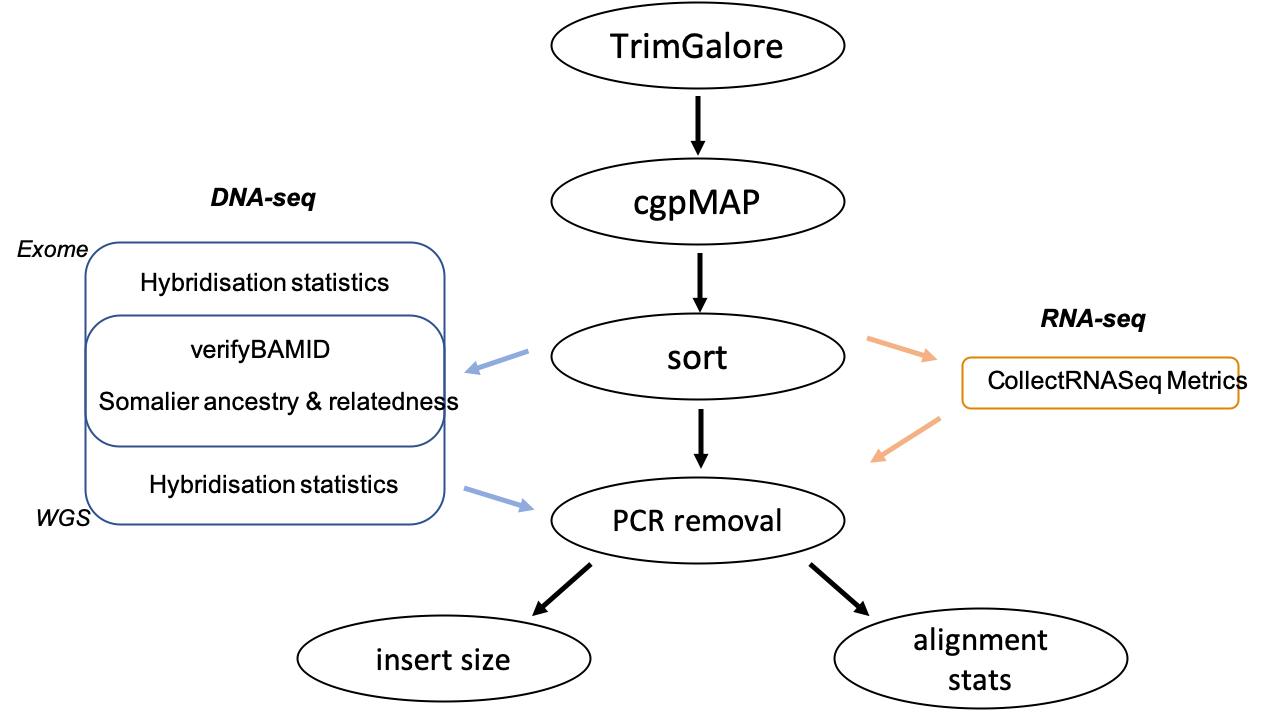 TrimGalore
cgpMAP
DNA-seq
Exome
Hybridisation statistics
verifyBAMID
Somalier ancestry & relatedness
Hybridisation statistics
WGS
sort
RNA-seq
CollectRNASeq Metrics
PCR removal
insert size
alignment
stats